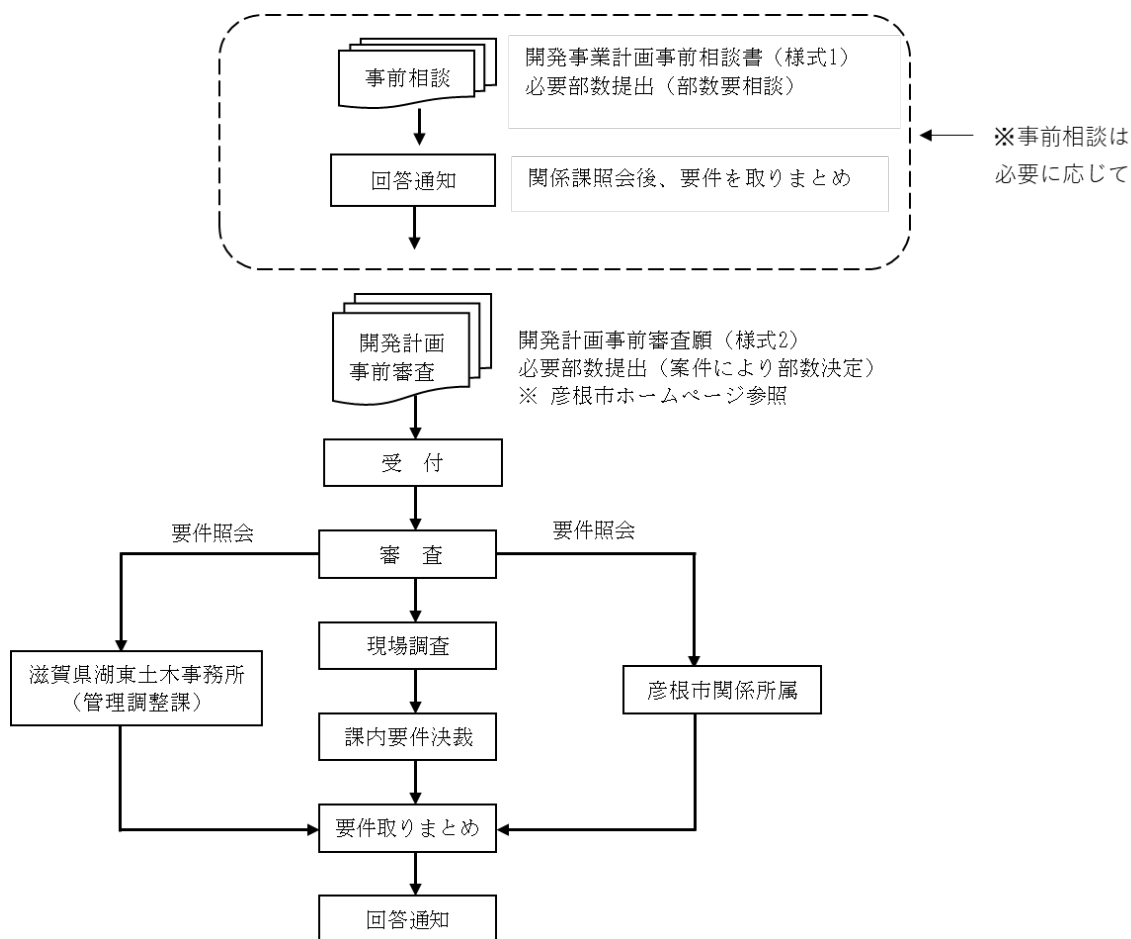 事前相談
開発事業計画事前相談書（様式1）
必要部数提出（部数要相談）
※事前相談は
必要に応じて
回答通知
関係課照会後、要件を取りまとめ
開発計画
事前審査
開発計画事前審査願（様式2）
必要部数提出（案件により部数決定）
※ 彦根市ホームページ参照
受　付
要件照会
審　査
要件照会
現場調査
滋賀県湖東土木事務所
（管理調整課）
彦根市関係所属
課内要件決裁
要件取りまとめ
回答通知